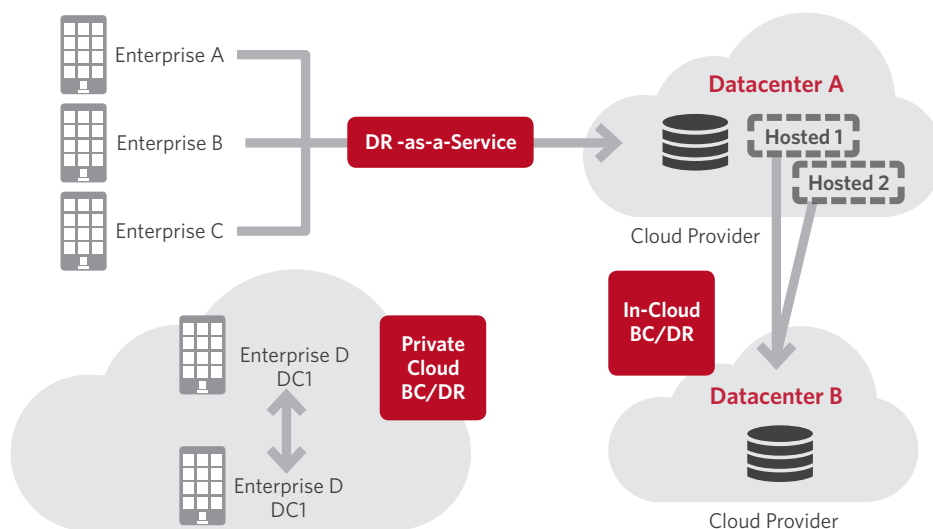 Enterprise A
Enterprise B
Enterprise C
DR -as-a-Service
Datacenter A
Hosted 1
Hosted 2
Cloud Provider
In-Cloud
BC/DR
Private
Cloud
BC/DR
Enterprise D
DC1
Enterprise D
DC1
Datacenter B
Cloud Provider